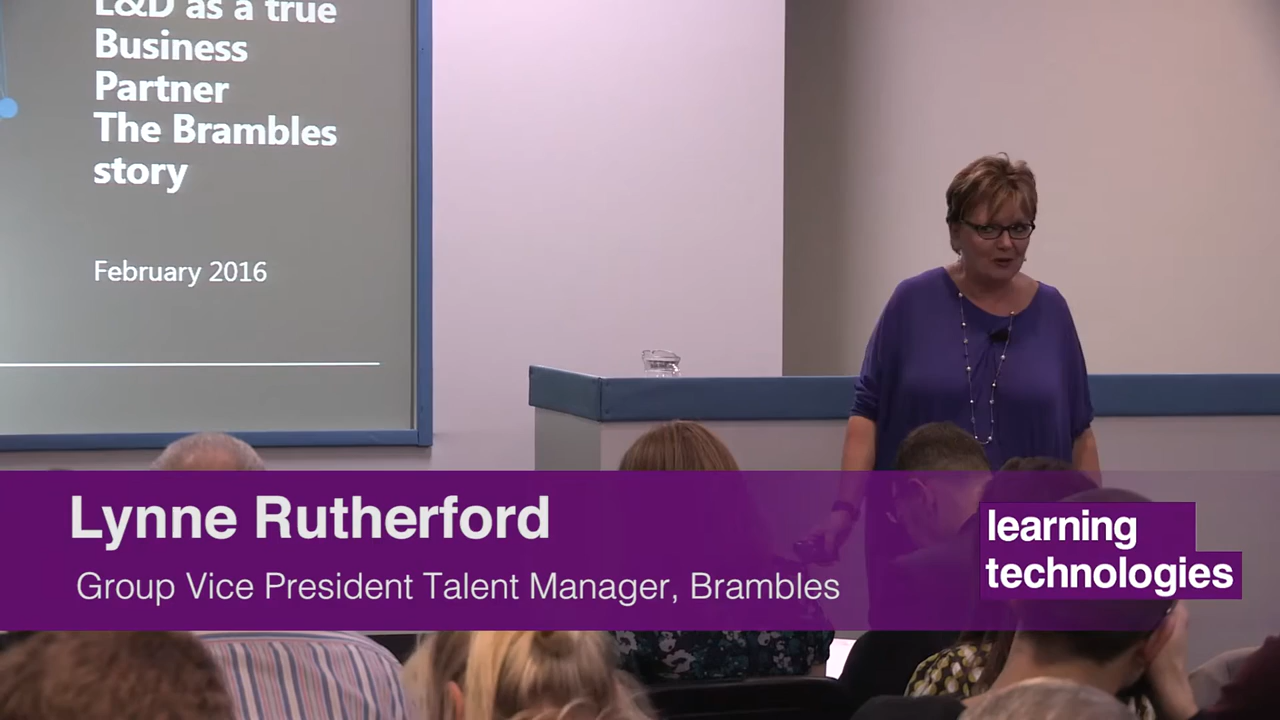 L&D as a true
Business
Partner
The Brambles
story
February 2016
Lynne Rutherford
Group Vice President Talent Manager, Brambles
learning
technologies